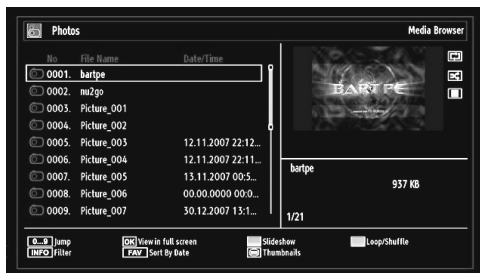 Photos
Media Browser
No File Name Date/Time
0001. bartpe
0002. nu2go
0003. Picture_001
0004. Picture_002
0005. Picture_003 12.11.2007 22:12...
0006. Picture_004 12.11.2007 22:11...
0007. Picture_005 13.11.2007 00:5...
0008. Picture_006 00.00.0000 00:0...
0009. Picture_007 30.12.2007 13:1...
BART PE
bartpe
937 KB
1/21
0...9 Jump
OK View in full screen
Slideshow
Loop/Shuffle
INFO Filter
FAV Sort By Date
Thumbnails